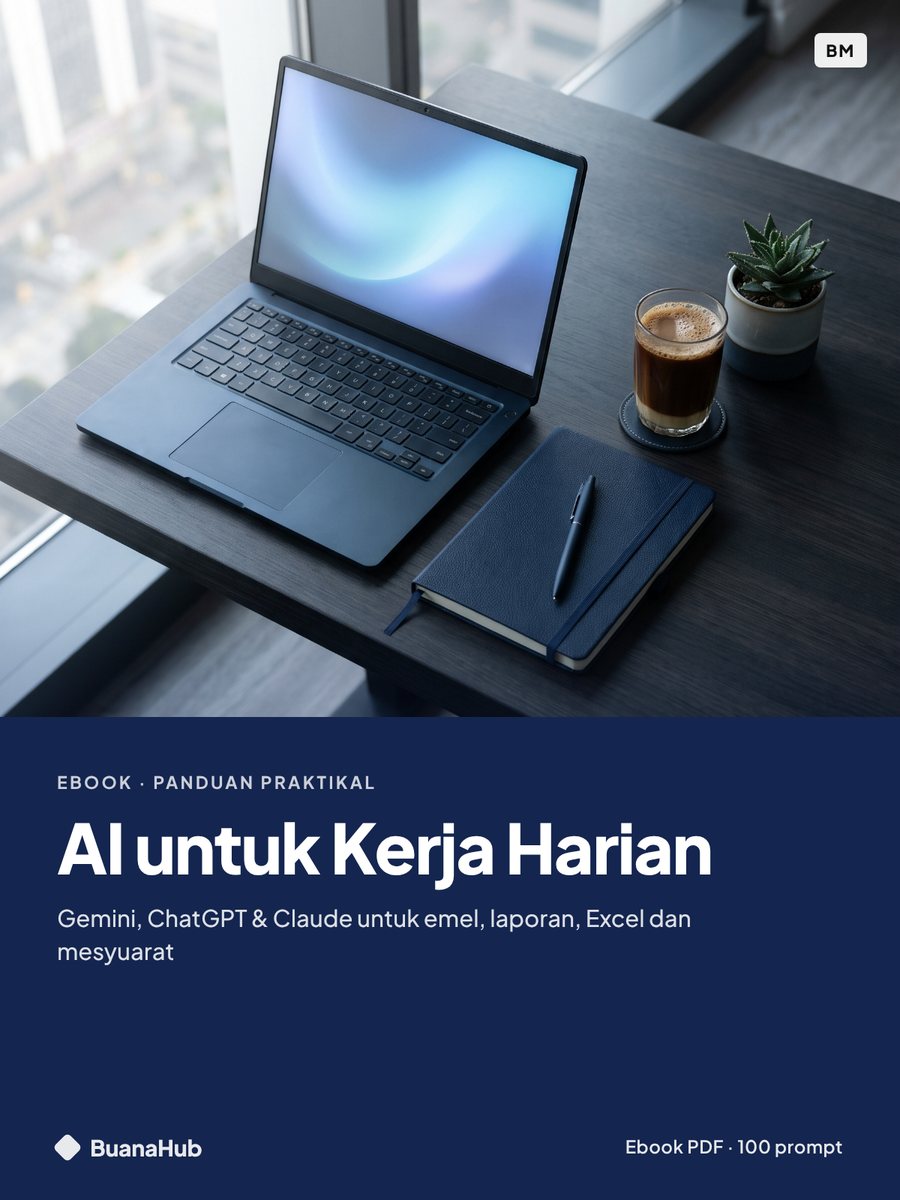 BM
EBOOK · PANDUAN PRAKTIKAL
AI untuk Kerja Harian
Gemini, ChatGPT & Claude untuk emel, laporan, Excel dan
mesyuarat
BuanaHub
Ebook PDF · 100 prompt